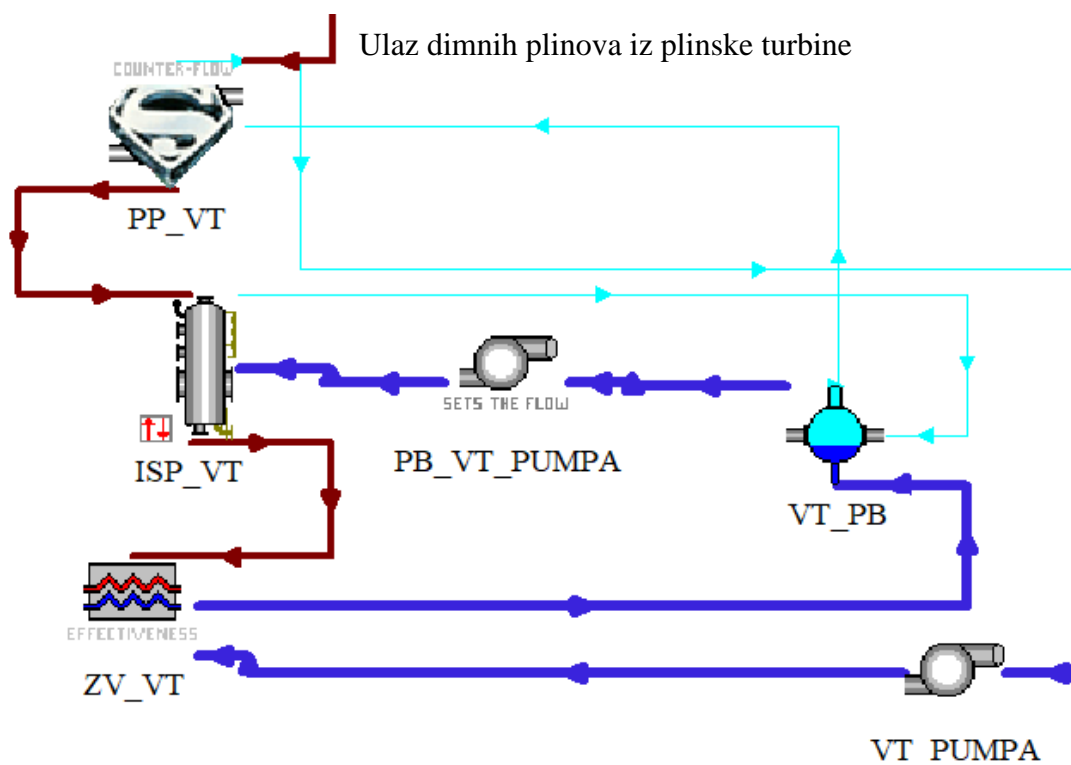 Ulaz dimnih plinova iz plinske turbine
COUNTER-FLOW
S
PP_VT
SETS THE FLOW
ISP_VT
PB_VT_PUMPA
VT_PB
EFFECTIVENESS
ZV_VT
VT_PUMPA